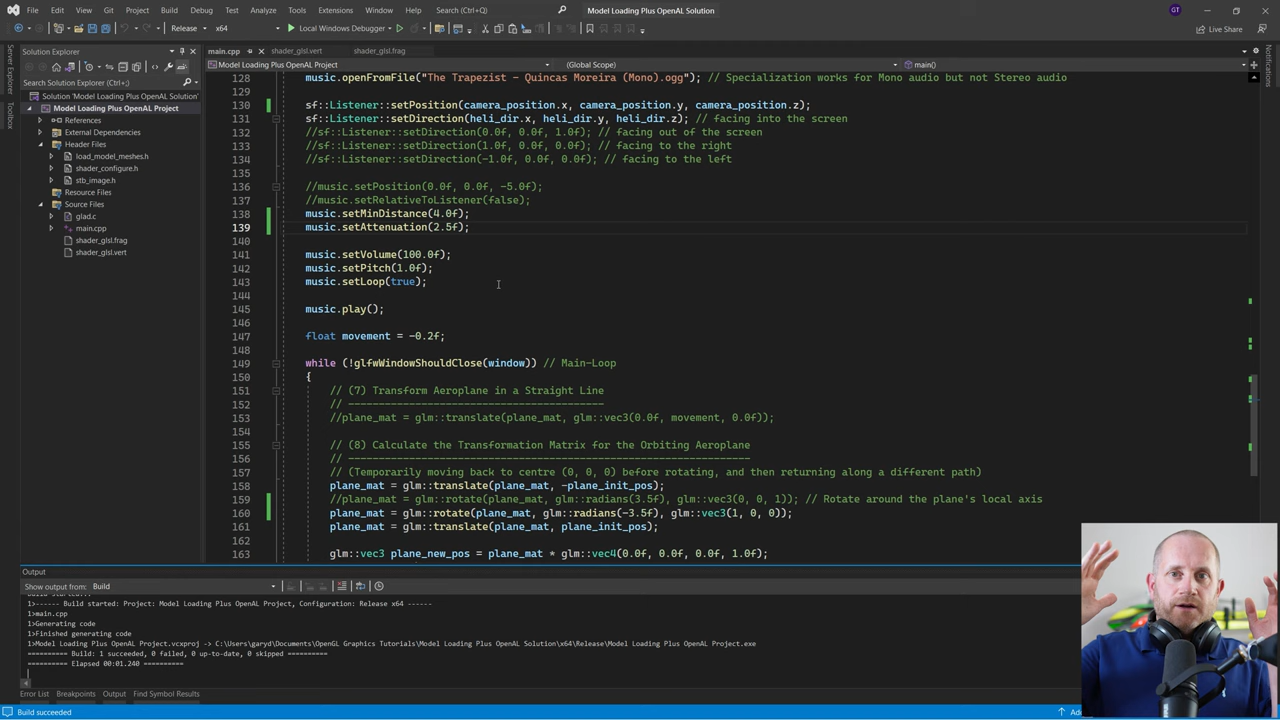 File Edit View Git Project Build Debug Test Analyze Tools Extensions Window Help Search (Ctrl+Q) Model Loading Plus OpenAL Solution GT
Release x64 Local Windows Debugger Live Share
Server Explorer
Toolbox
Solution Explorer
Search Solution Explorer (Ctrl+;)
Solution 'Model Loading Plus OpenAL Solution'
Model Loading Plus OpenAL Project
References
External Dependencies
Header Files
load_model_meshes.h
shader_configure.h
stb_image.h
Resource Files
Source Files
glad.c
main.cpp
shader_glsl.frag
shader_glsl.vert
main.cpp shader_glsl.vert shader_glsl.frag
Model Loading Plus OpenAL Project (Global Scope) main()
128 music.openFromFile("The Trapezist - Quincas Moreira (Mono).ogg"); // Specialization works for Mono audio but not Stereo audio
129
130 sf::Listener::setPosition(camera_position.x, camera_position.y, camera_position.z);
131 sf::Listener::setDirection(heli_dir.x, heli_dir.y, heli_dir.z); // facing into the screen
132 //sf::Listener::setDirection(0.0f, 0.0f, 1.0f); // facing out of the screen
133 //sf::Listener::setDirection(1.0f, 0.0f, 0.0f); // facing to the right
134 //sf::Listener::setDirection(-1.0f, 0.0f, 0.0f); // facing to the left
135
136 //music.setPosition(0.0f, 0.0f, -5.0f);
137 //music.setRelativeToListener(false);
138 music.setMinDistance(4.0f);
139 music.setAttenuation(2.5f);
140
141 music.setVolume(100.0f);
142 music.setPitch(1.0f);
143 music.setLoop(true);
144
145 music.play();
146
147 float movement = -0.2f;
148
149 while (!glfwWindowShouldClose(window)) // Main-Loop
150 {
151 // (7) Transform Aeroplane in a Straight Line
152 // ------------------------------------------
153 //plane_mat = glm::translate(plane_mat, glm::vec3(0.0f, movement, 0.0f));
154
155 // (8) Calculate the Transformation Matrix for the Orbiting Aeroplane
156 // ------------------------------------------------------------------
157 // (Temporarily moving back to centre (0, 0, 0) before rotating, and then returning along a different path)
158 plane_mat = glm::translate(plane_mat, -plane_init_pos);
159 //plane_mat = glm::rotate(plane_mat, glm::radians(3.5f), glm::vec3(0, 0, 1)); // Rotate around the plane's local axis
160 plane_mat = glm::rotate(plane_mat, glm::radians(-3.5f), glm::vec3(1, 0, 0));
161 plane_mat = glm::translate(plane_mat, plane_init_pos);
162
163 glm::vec3 plane_new_pos = plane_mat * glm::vec4(0.0f, 0.0f, 0.0f, 1.0f);
Output
Show output from: Build
Build started...
1>------ Build started: Project: Model Loading Plus OpenAL Project, Configuration: Release x64 ------
1>main.cpp
1>Generating code
1>Finished generating code
1>Model Loading Plus OpenAL Project.vcxproj -> C:\Users\garyd\Documents\OpenGL Graphics Tutorials\Model Loading Plus OpenAL Solution\x64\Release\Model Loading Plus OpenAL Project.exe
========== Build: 1 succeeded, 0 failed, 0 up-to-date, 0 skipped ==========
========== Elapsed 00:01.240 ==========
Error List Breakpoints Output Find Symbol Results
Build succeeded